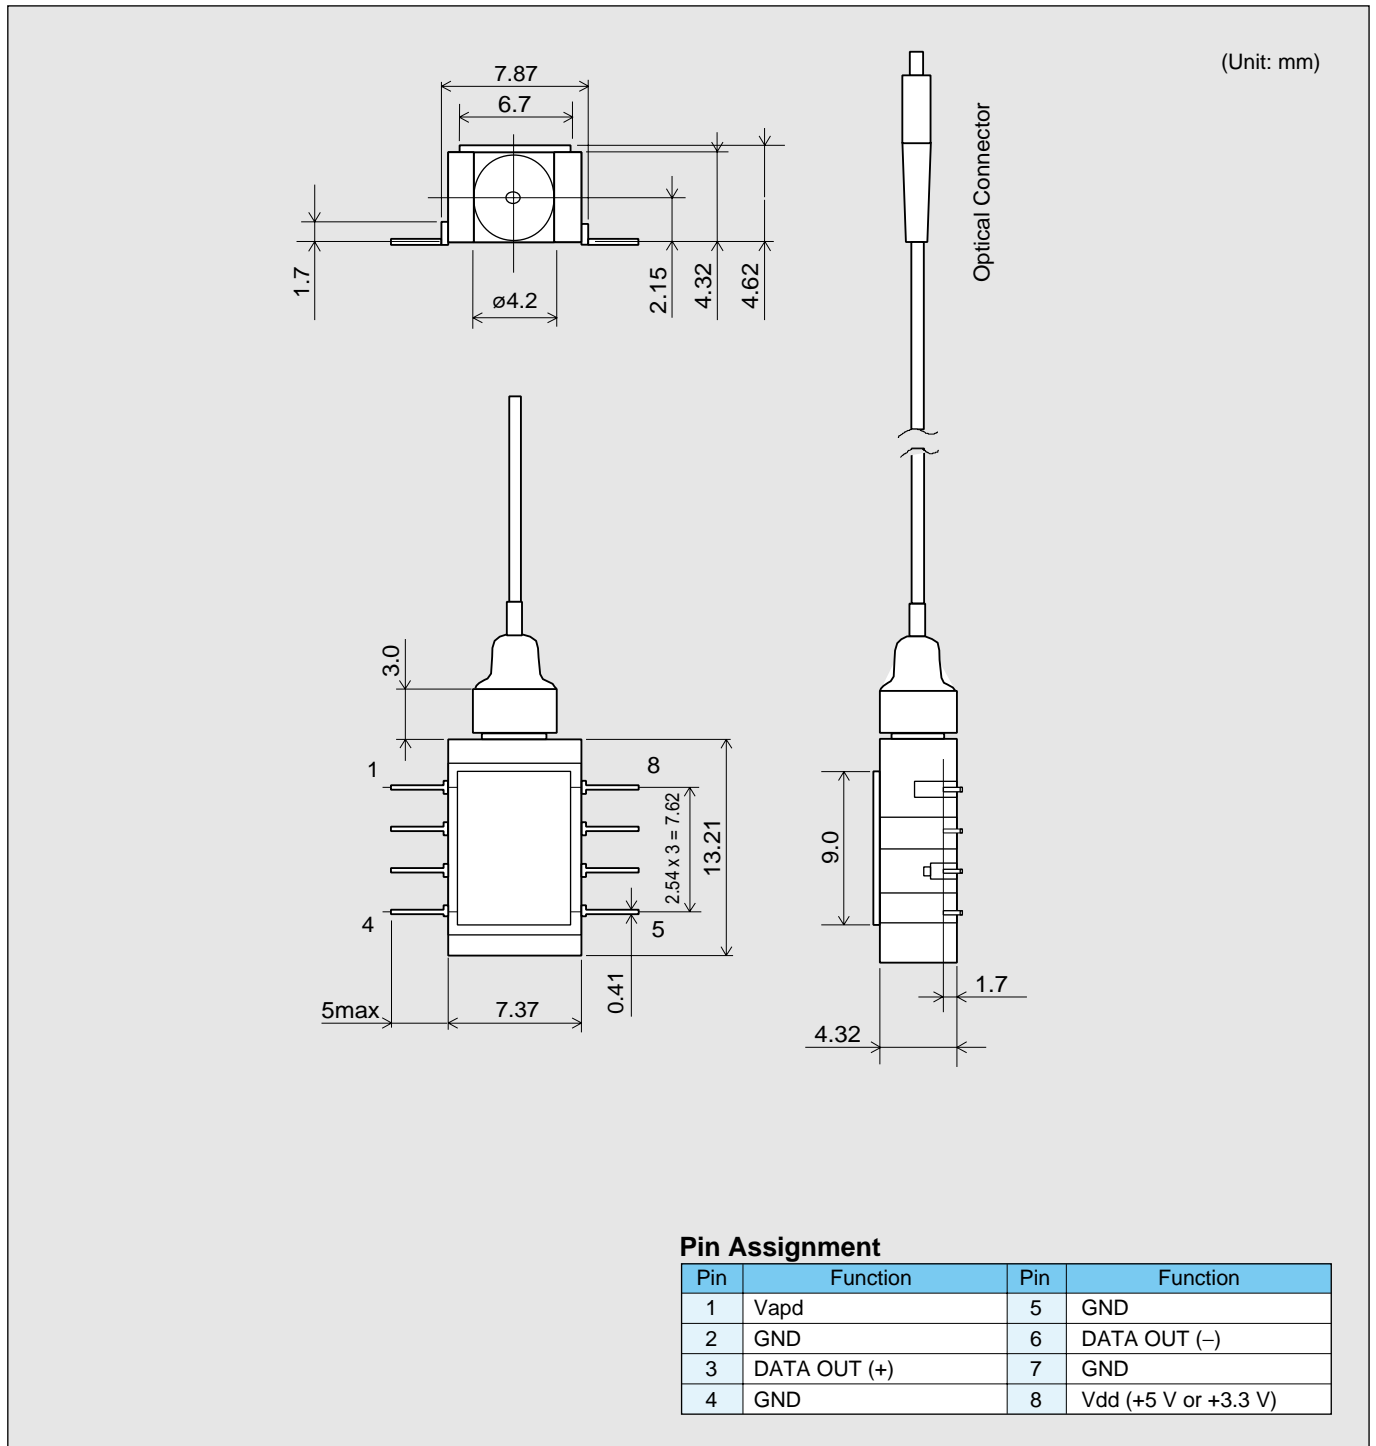 (Unit: mm)
7.87
6.7
1.7
ø4.2
2.15
4.32
4.62
Optical Connector
3.0
1
8
4
5
2.54 x 3 = 7.62
13.21
0.41
5max
7.37
9.0
1.7
4.32
Pin Assignment
Pin Function Pin Function
1 Vapd 5 GND
2 GND 6 DATA OUT (–)
3 DATA OUT (+) 7 GND
4 GND 8 Vdd (+5 V or +3.3 V)